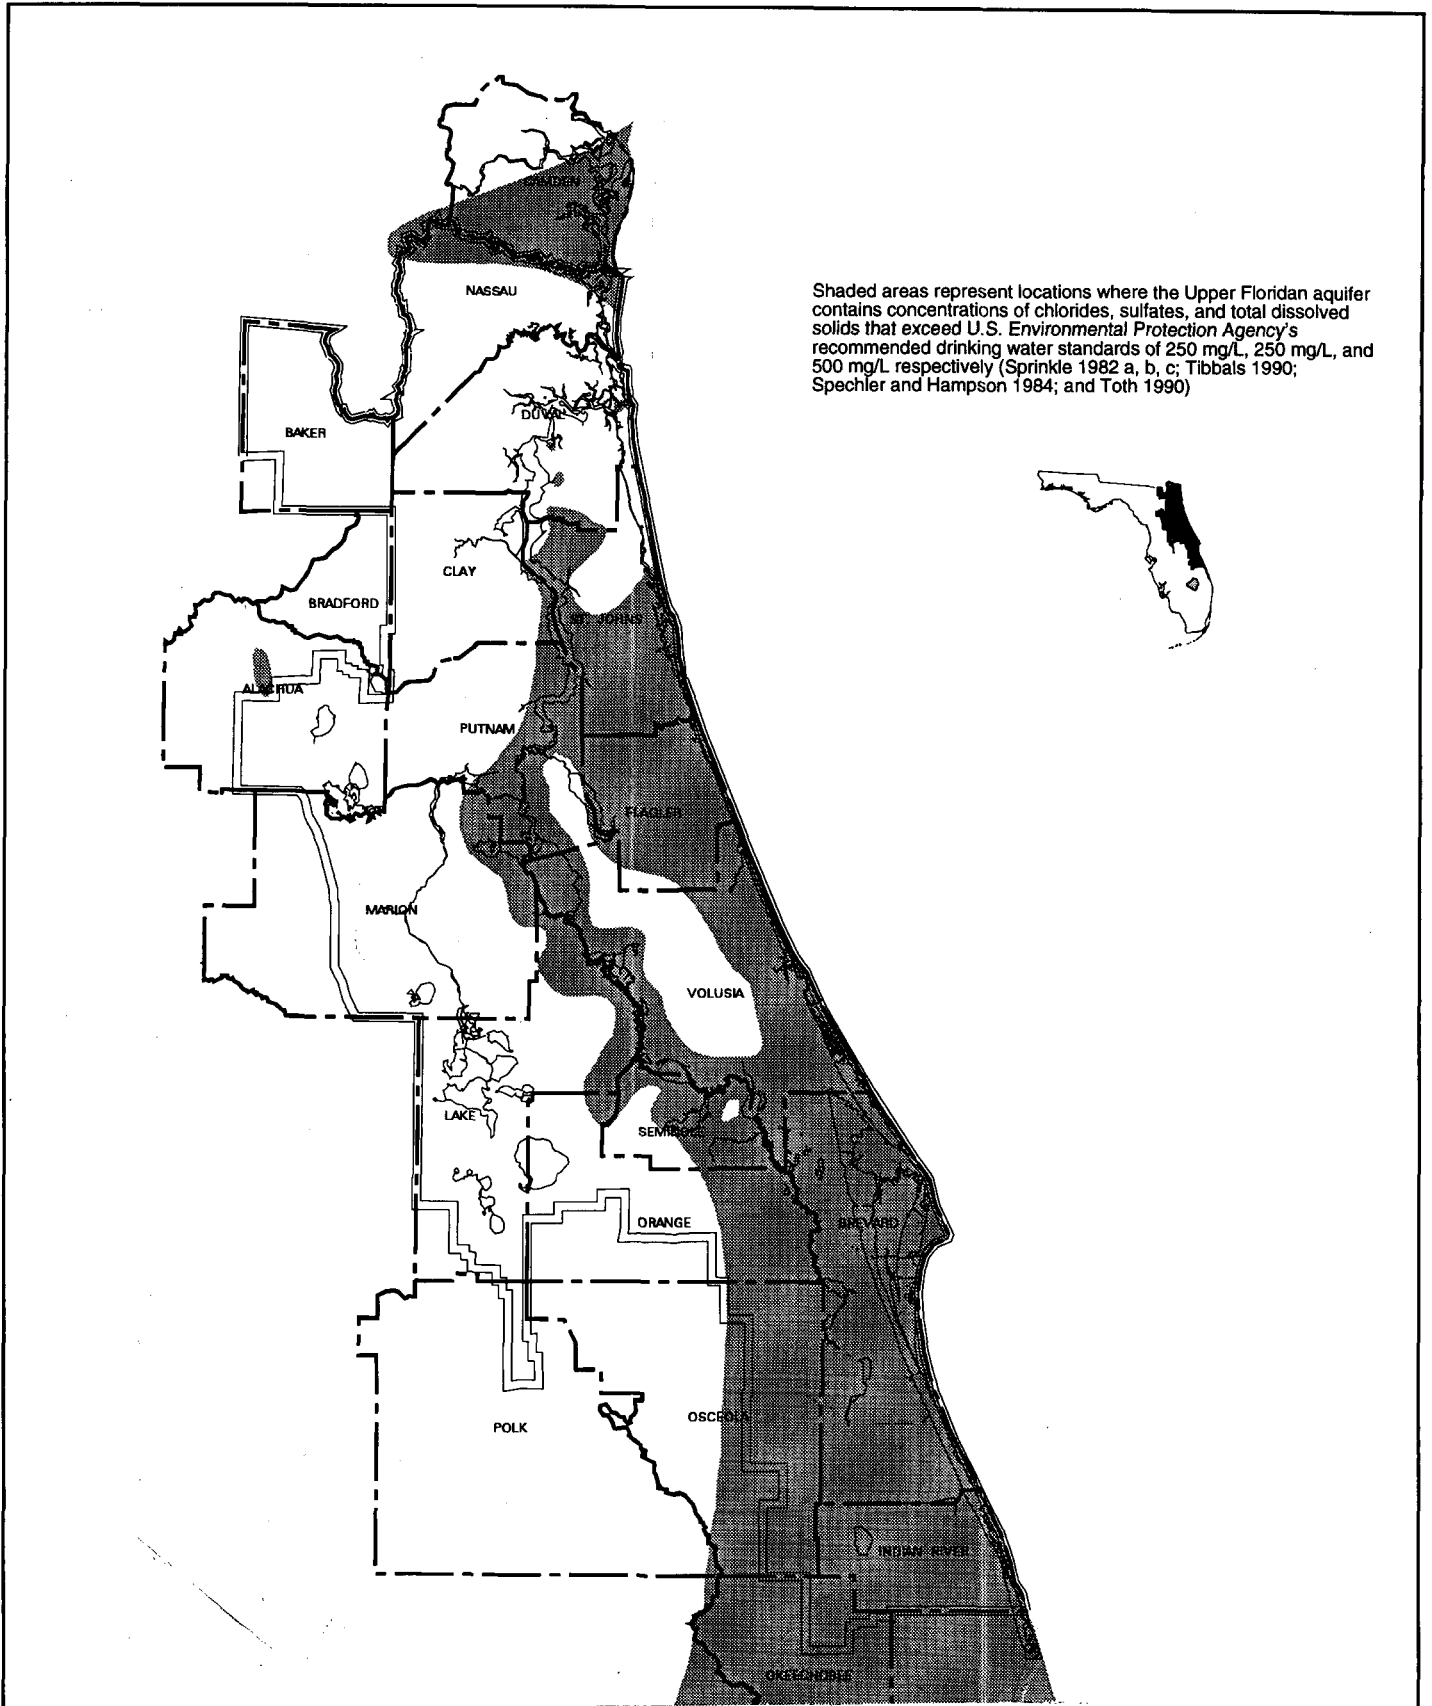 CAMDEN
NASSAU
Shaded areas represent locations where the Upper Floridan aquifer
contains concentrations of chlorides, sulfates, and total dissolved
solids that exceed U.S. Environmental Protection Agency's
recommended drinking water standards of 250 mg/L, 250 mg/L, and
500 mg/L respectively (Sprinkle 1982 a, b, c; Tibbals 1990;
Spechler and Hampson 1984; and Toth 1990)
DUVAL
BAKER
CLAY
BRADFORD
ST. JOHNS
ALACHUA
PUTNAM
FLAGLER
MARION
VOLUSIA
LAKE
SEMINOLE
ORANGE
BREVARD
OSCEOLA
POLK
INDIAN RIVER
OKEECHOBEE